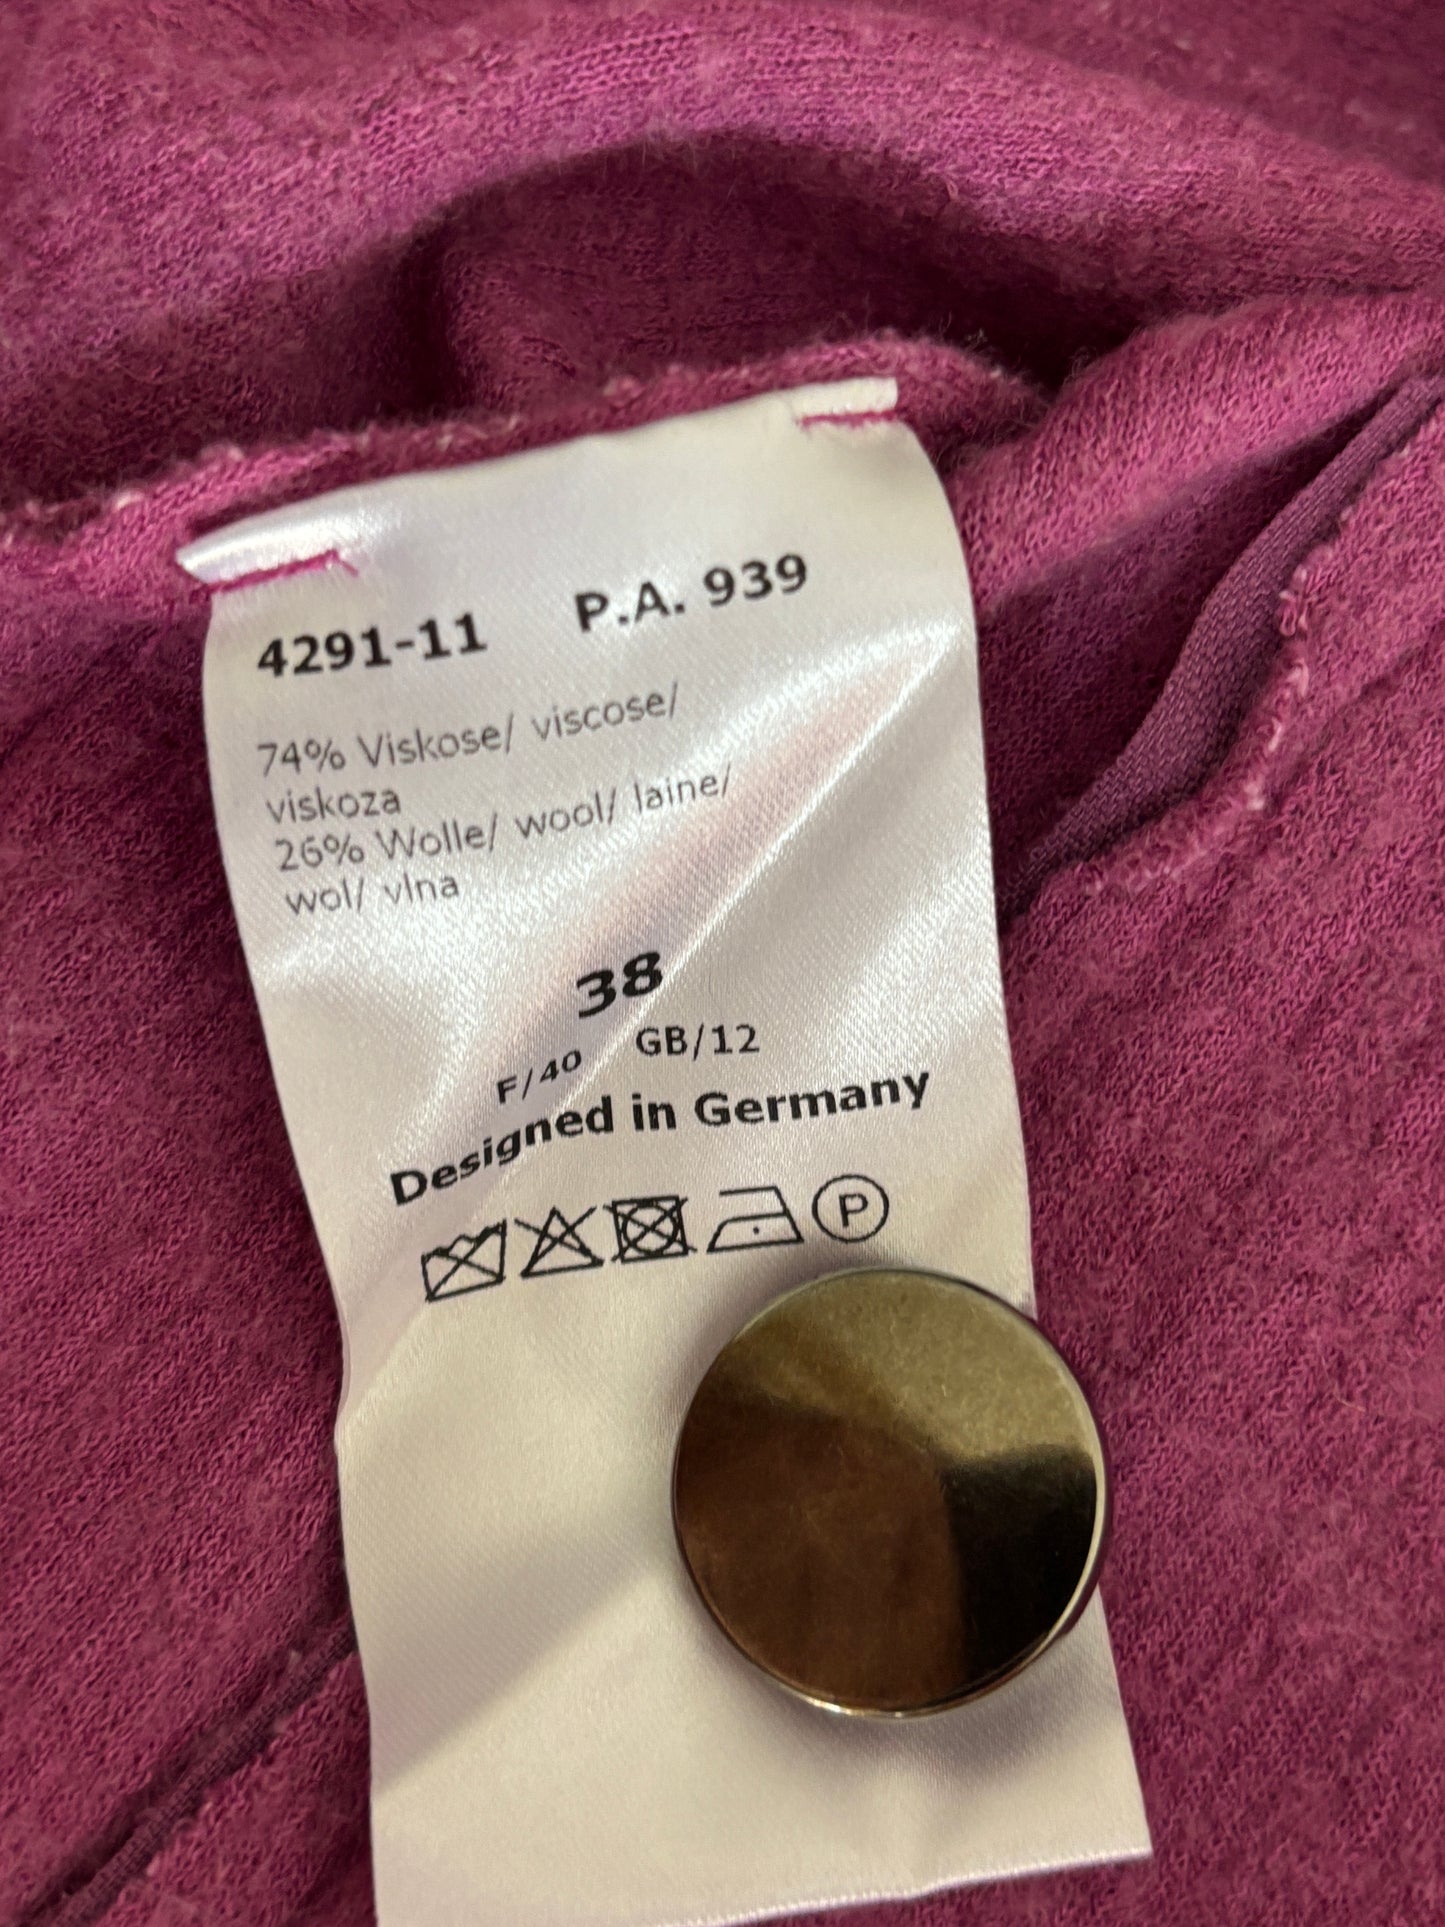 4291-11 P.A. 939
74% Viskose/ viscose/
viskoza
26% Wolle/ wool/ laine/
wol/ vlna
38
F/40 GB/12
Designed in Germany
P